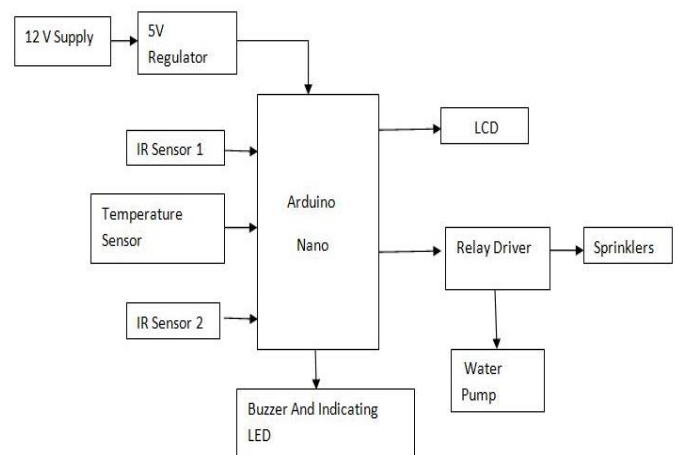 12 V Supply
5V
Regulator
IR Sensor 1
LCD
Temperature
Sensor
Arduino
Nano
Relay Driver
Sprinklers
IR Sensor 2
Water
Pump
Buzzer And Indicating
LED